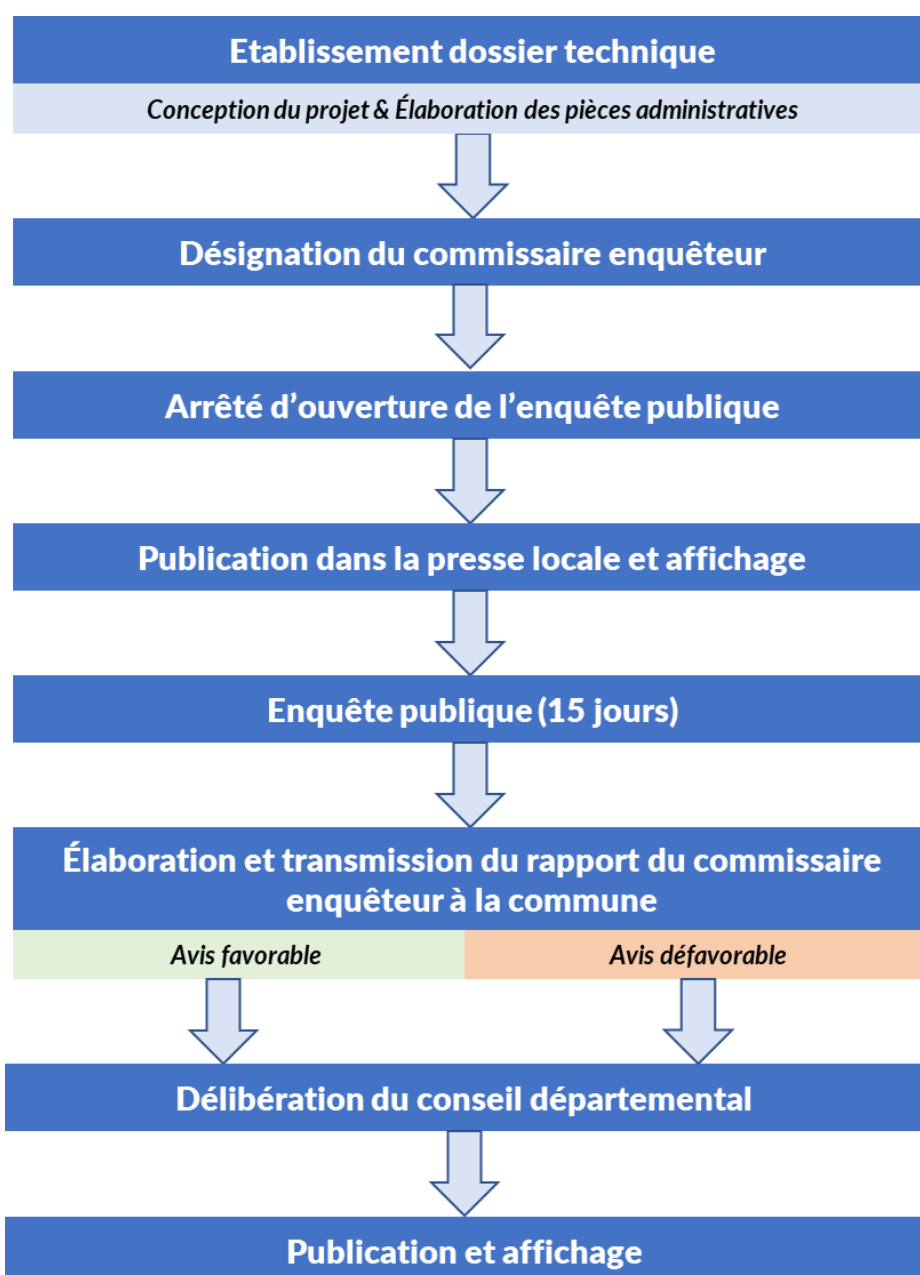 Etablissement dossier technique
Conception du projet & Élaboration des pièces administratives
Désignation du commissaire enquêteur
Arrêté d’ouverture de l’enquête publique
Publication dans la presse locale et affichage
Enquête publique (15 jours)
Élaboration et transmission du rapport du commissaire
enquêteur à la commune
Avis favorable
Avis défavorable
Délibération du conseil départemental
Publication et affichage